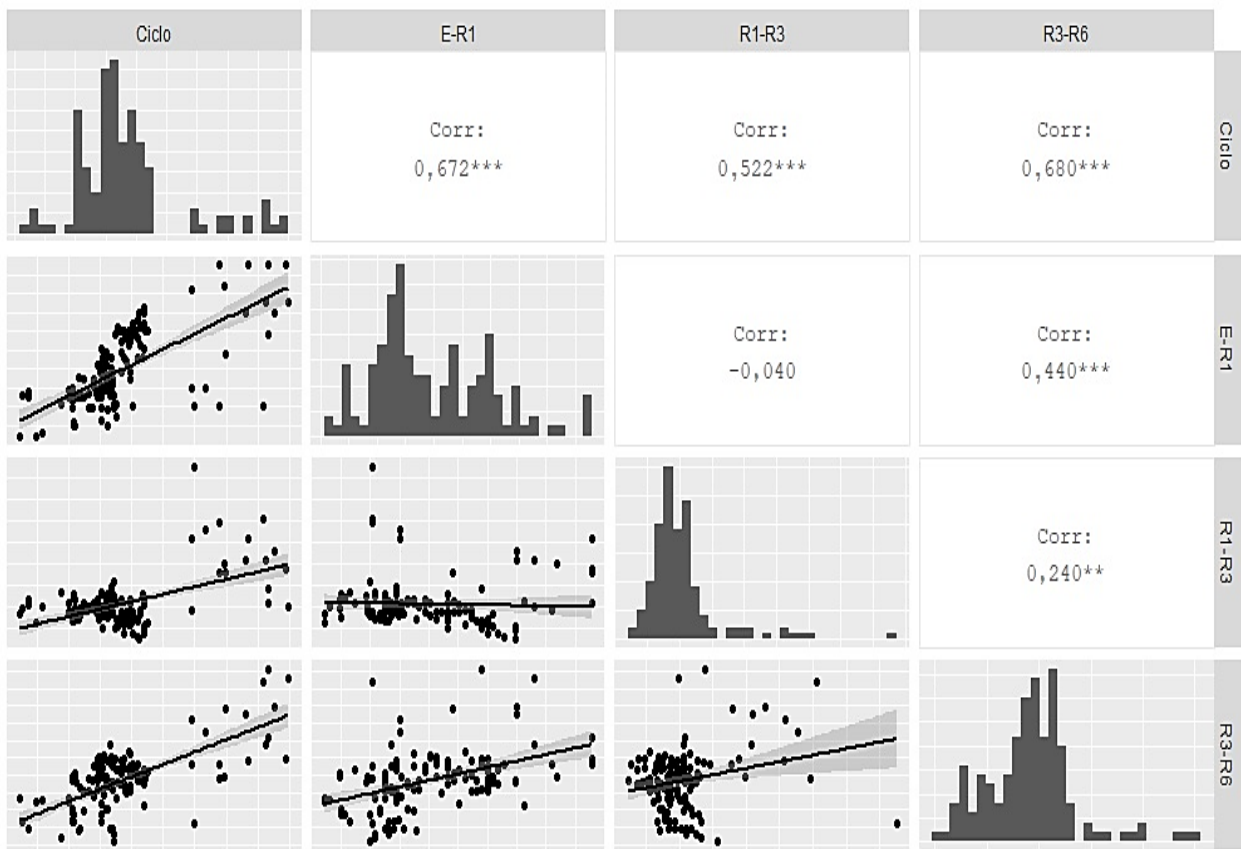 Ciclo
E-R1
R1-R3
R3-R6
Corr:
0,672***
Corr:
0,522***
Corr:
0,680***
Ciclo
Corr:
-0,040
Corr:
0,440***
E-R1
Corr:
0,240**
R1-R3
R3-R6